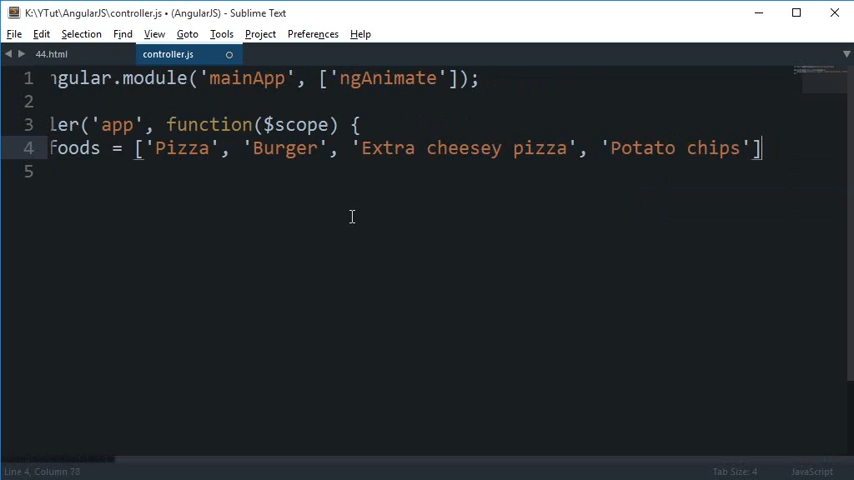 K:\YTut\AngularJS\controller.js • (AngularJS) - Sublime Text
File Edit Selection Find View Goto Tools Project Preferences Help
44.html controller.js
1 ngular.module('mainApp', ['ngAnimate']);
2
3 ler('app', function($scope) {
4 foods = ['Pizza', 'Burger', 'Extra cheesey pizza', 'Potato chips']
5
Line 4, Column 73 Tab Size: 4 JavaScript